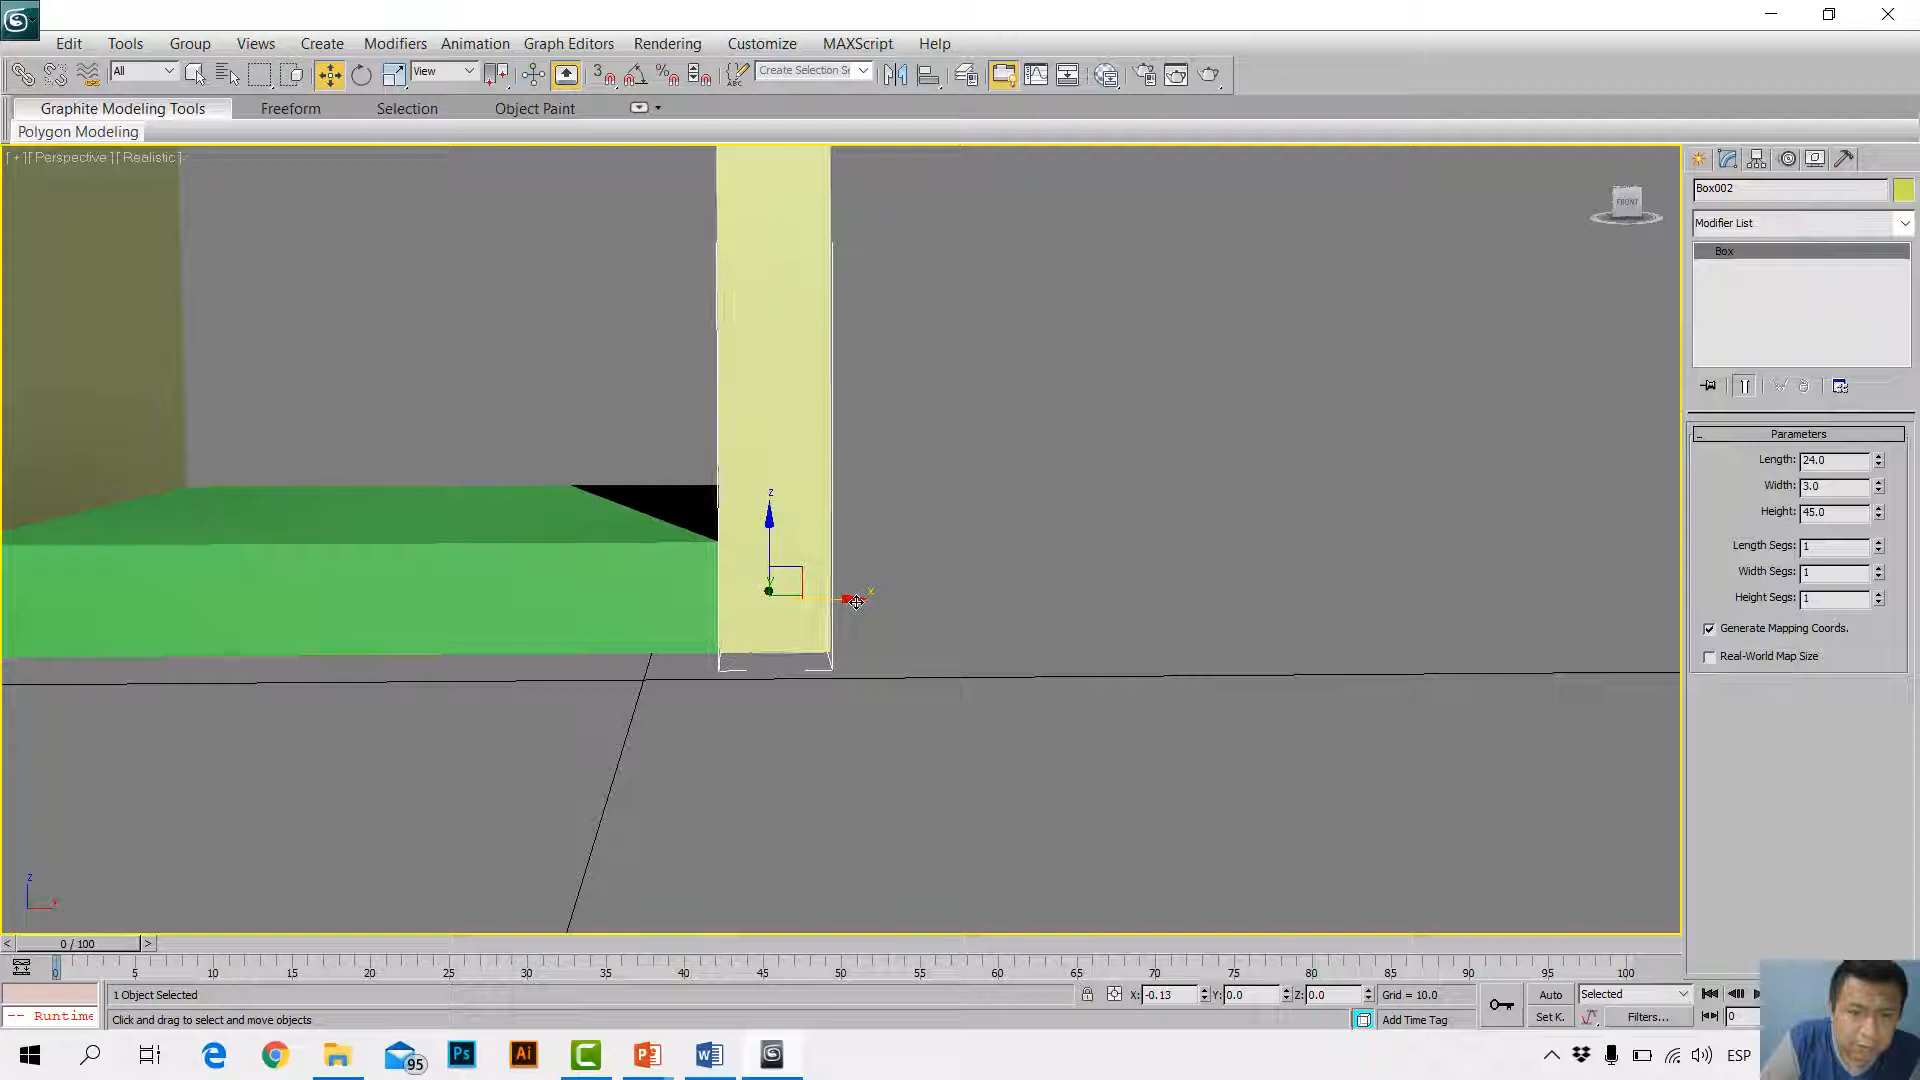 Edit Tools Group Views Create Modifiers Animation Graph Editors Rendering Customize MAXScript Help
All View 3 % ABC Create Selection Se
Graphite Modeling Tools Freeform Selection Object Paint
Polygon Modeling
[ + ] [ Perspective ] [ Realistic ]
FRONT
Box002
Modifier List
Box
Parameters
Length: 24.0
Width: 3.0
Height: 45.0
Length Segs: 1
Width Segs: 1
Height Segs: 1
Generate Mapping Coords.
Real-World Map Size
z
y
x
z
< 0 / 100 >
0 5 10 15 20 25 30 35 40 45 50 55 60 65 70 75 80 85 90 95 100
1 Object Selected X: -0.13 Y: 0.0 Z: 0.0 Grid = 10.0 Auto Selected
-- Runtime Click and drag to select and move objects Add Time Tag Set K. Filters... 0
95 Ps Ai ESP